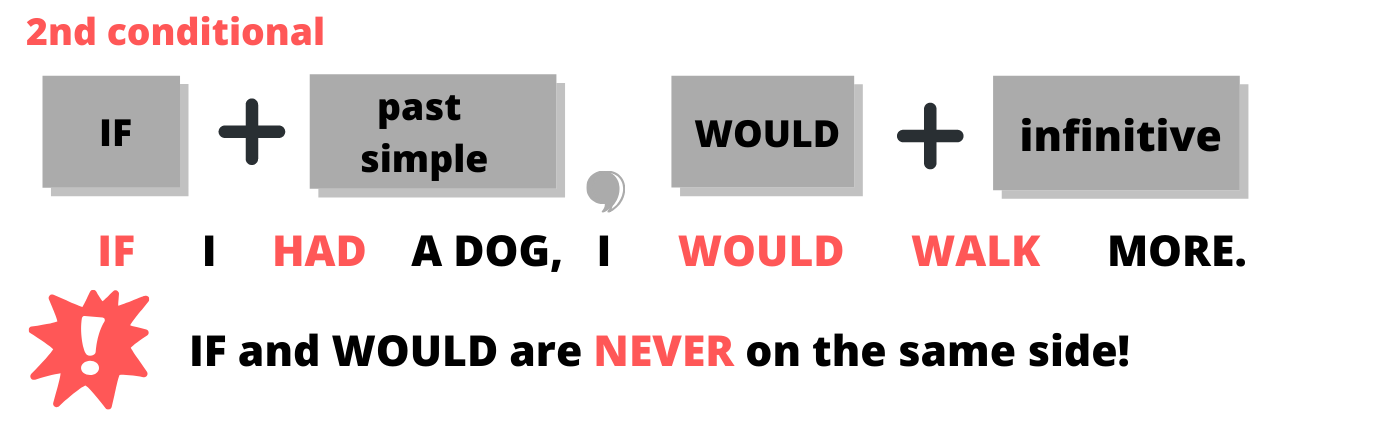 2nd conditional
IF + past simple , WOULD + infinitive
IF I HAD A DOG, I WOULD WALK MORE.
! IF and WOULD are NEVER on the same side!